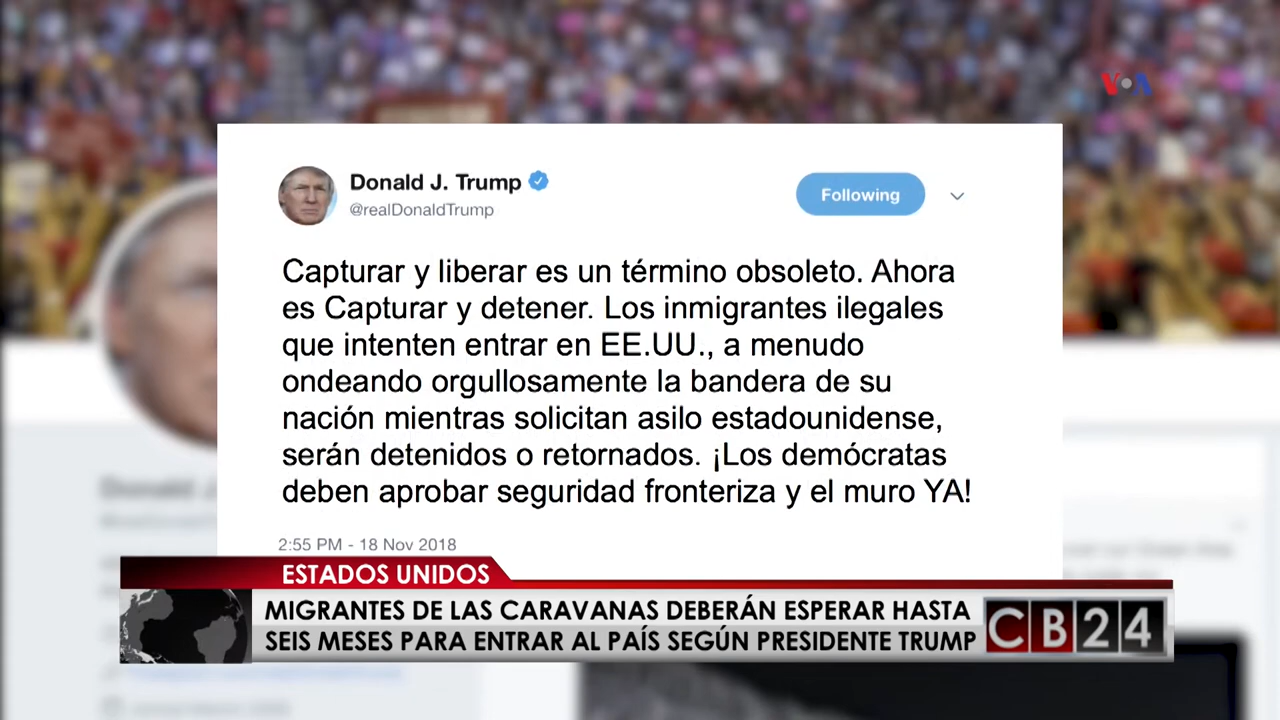 VOA
Donald J. Trump
@realDonaldTrump
Following
Capturar y liberar es un término obsoleto. Ahora
es Capturar y detener. Los inmigrantes ilegales
que intenten entrar en EE.UU., a menudo
ondeando orgullosamente la bandera de su
nación mientras solicitan asilo estadounidense,
serán detenidos o retornados. ¡Los demócratas
deben aprobar seguridad fronteriza y el muro YA!
2:55 PM - 18 Nov 2018
ESTADOS UNIDOS
MIGRANTES DE LAS CARAVANAS DEBERÁN ESPERAR HASTA
SEIS MESES PARA ENTRAR AL PAÍS SEGÚN PRESIDENTE TRUMP
CB24
Donald J.